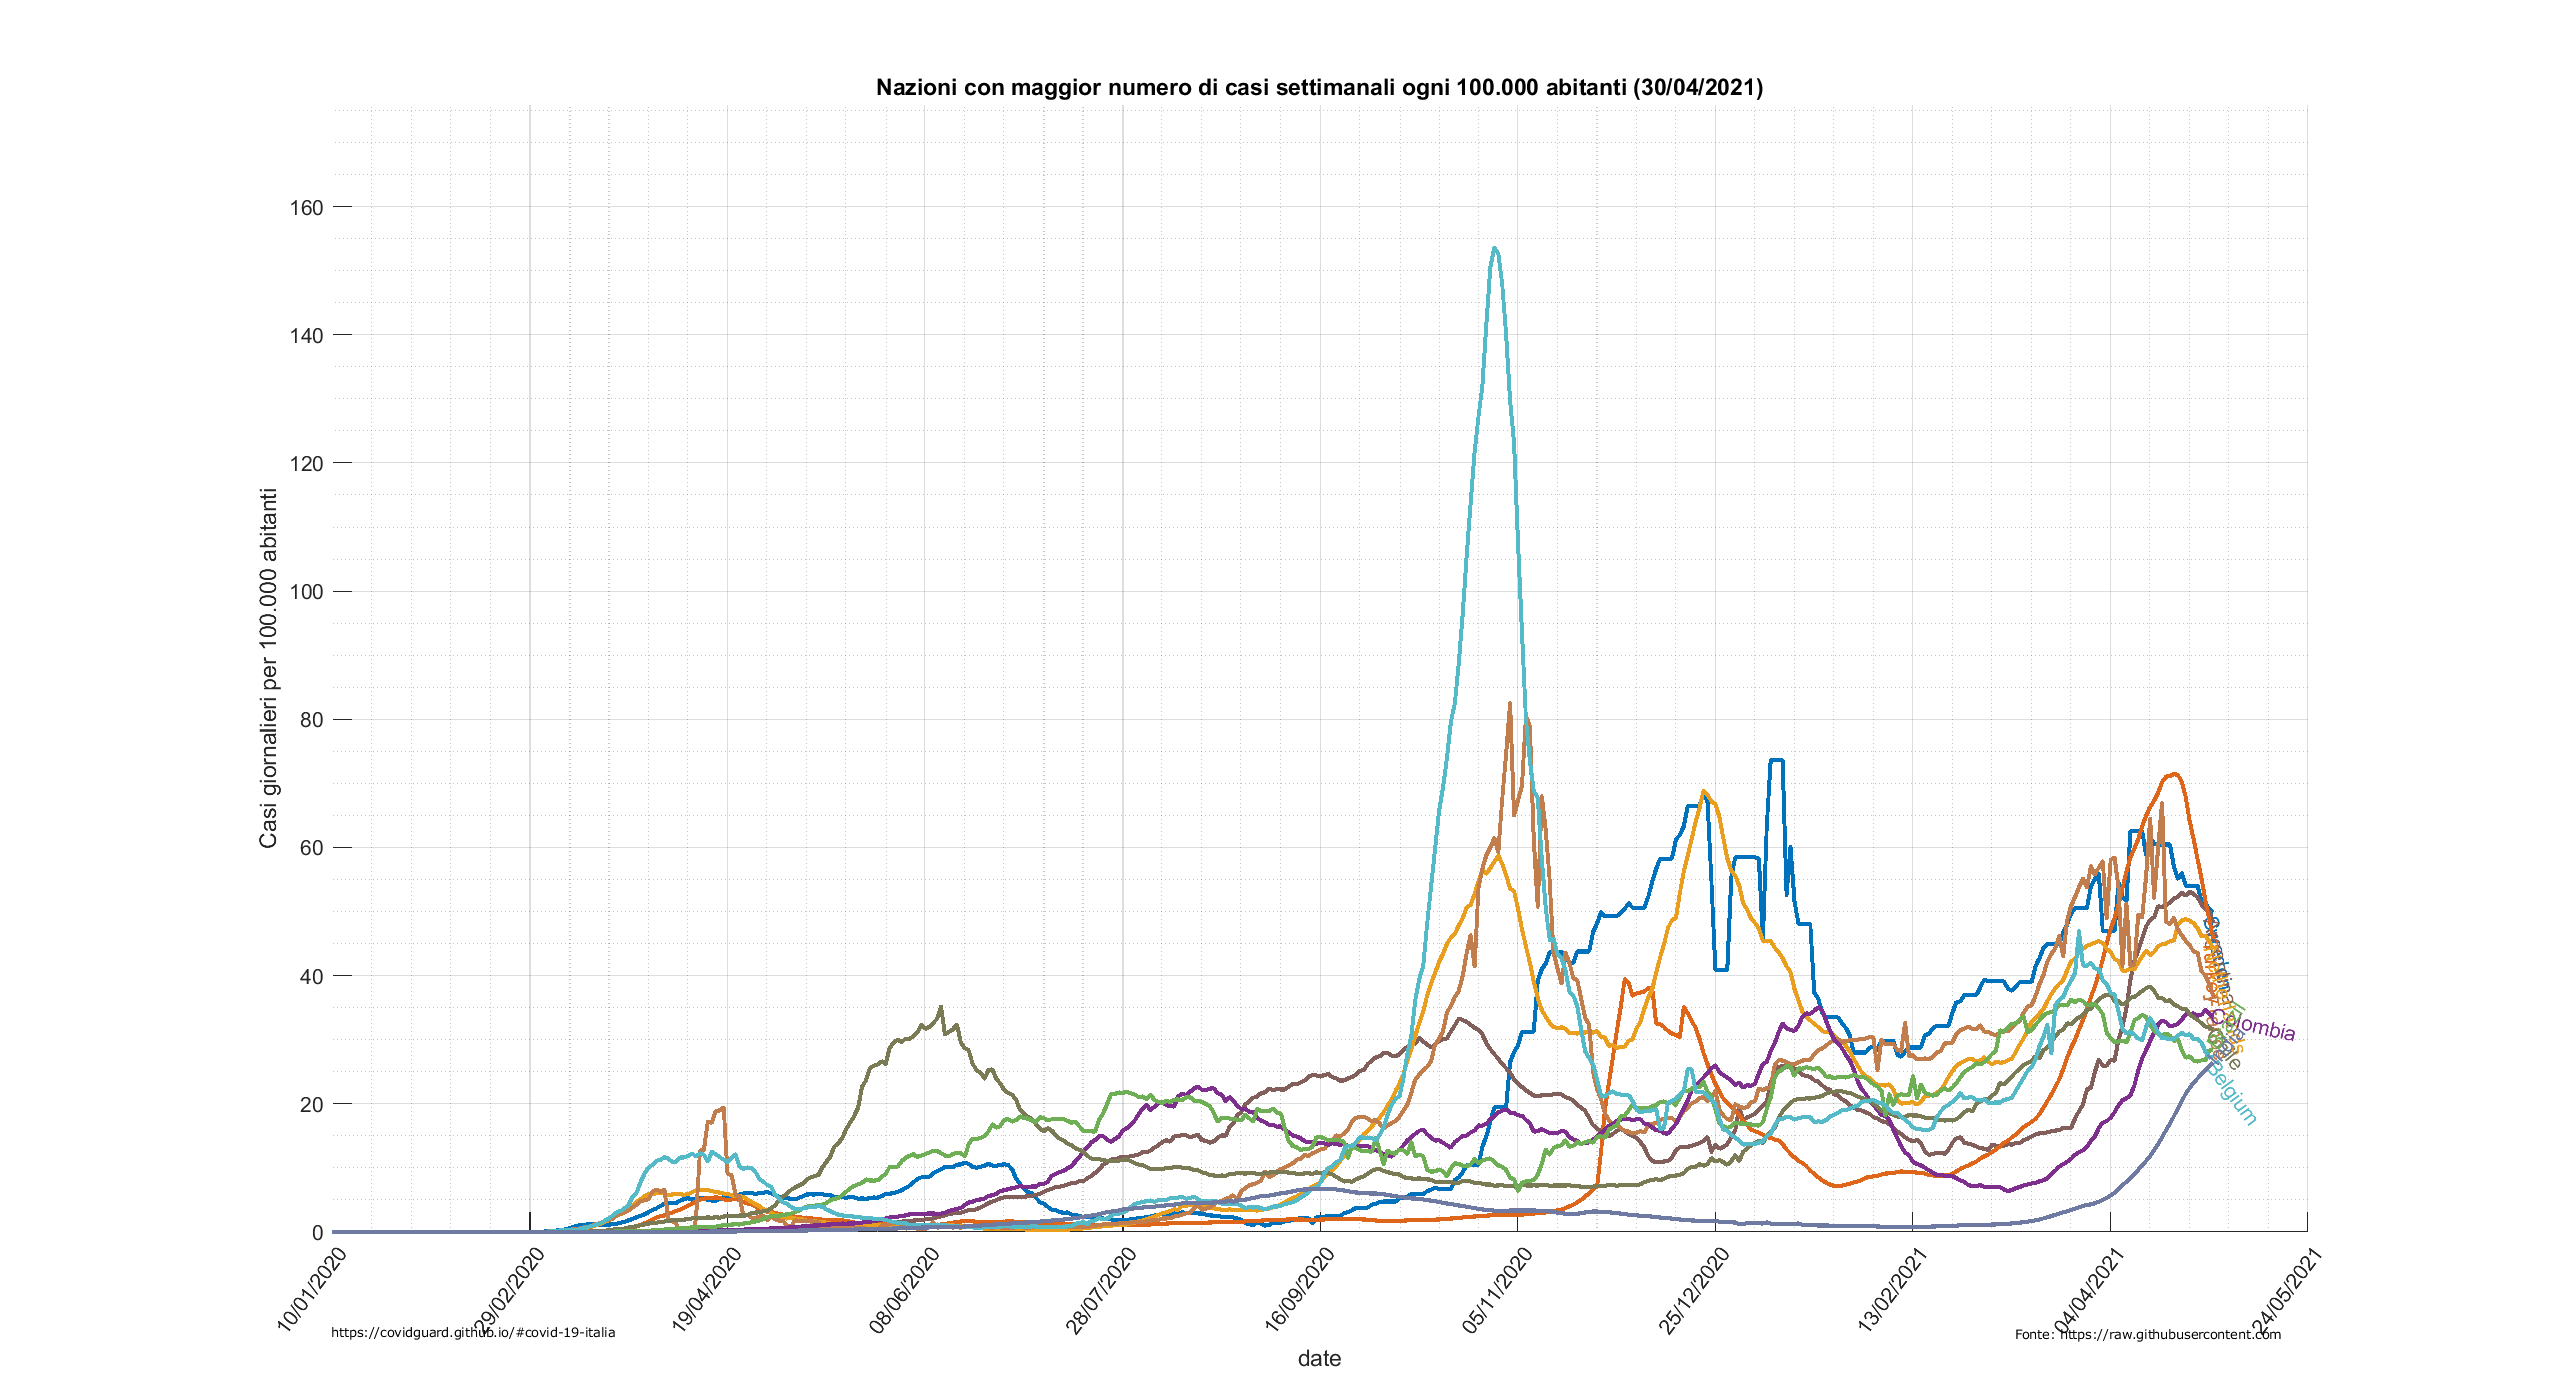 Nazioni con maggior numero di casi settimanali ogni 100.000 abitanti (30/04/2021)
Casi giornalieri per 100.000 abitanti
160
140
120
100
80
60
40
20
0
Colombia
Belgium
10/01/2020
29/02/2020
19/04/2020
08/06/2020
28/07/2020
16/09/2020
05/11/2020
25/12/2020
13/02/2021
04/04/2021
24/05/2021
https://covidguard.github.io/#covid-19-italia
Fonte: https://raw.githubusercontent.com
date